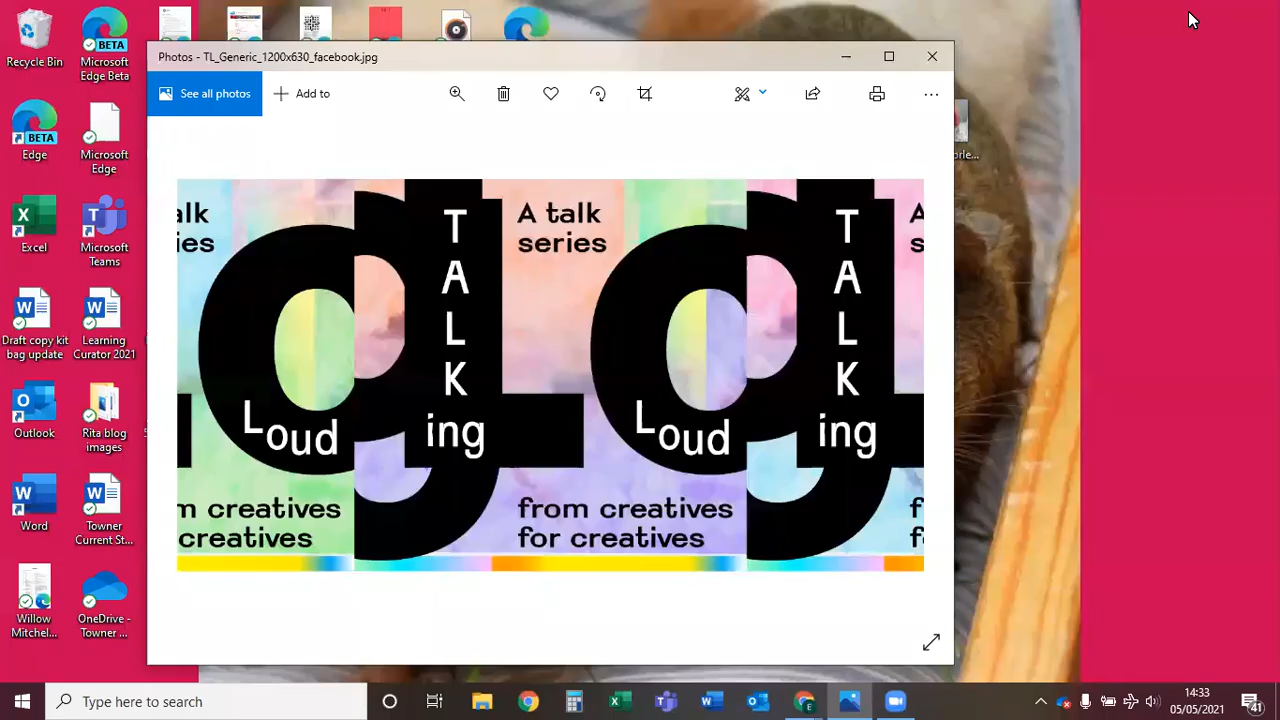 Photos - TL_Generic_1200x630_facebook.jpg
See all photos
Add to
Recycle Bin
Microsoft Edge Beta
BETA
Edge
BETA
Microsoft Edge
Excel
Microsoft Teams
Draft copy kit bag update
Learning Curator 2021
Outlook
Rita blog images
Word
Towner Current St...
Willow Mitchel...
OneDrive - Towner ...
alk
ies
TALKing
Loud
m creatives
creatives
A talk
series
TALKing
Loud
from creatives
for creatives
A
s
f
f
Type here to search
14:33
05/05/2021
41